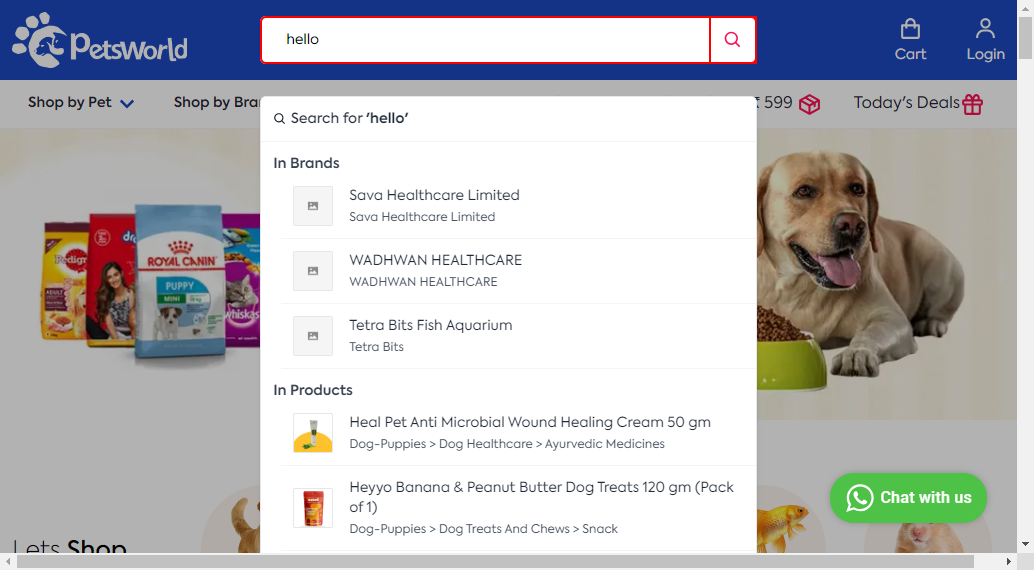 PetsWorld
hello
Cart
Login
Shop by Pet
Shop by Bra
₹ 599
Today's Deals
Search for 'hello'
In Brands
Sava Healthcare Limited
Sava Healthcare Limited
WADHWAN HEALTHCARE
WADHWAN HEALTHCARE
Tetra Bits Fish Aquarium
Tetra Bits
In Products
Heal Pet Anti Microbial Wound Healing Cream 50 gm
Dog-Puppies > Dog Healthcare > Ayurvedic Medicines
Heyyo Banana & Peanut Butter Dog Treats 120 gm (Pack
of 1)
Dog-Puppies > Dog Treats And Chews > Snack
Pedigr
dr
ROYAL CANIN
PUPPY
MINI
whiskas
Chat with us
Lets Shop